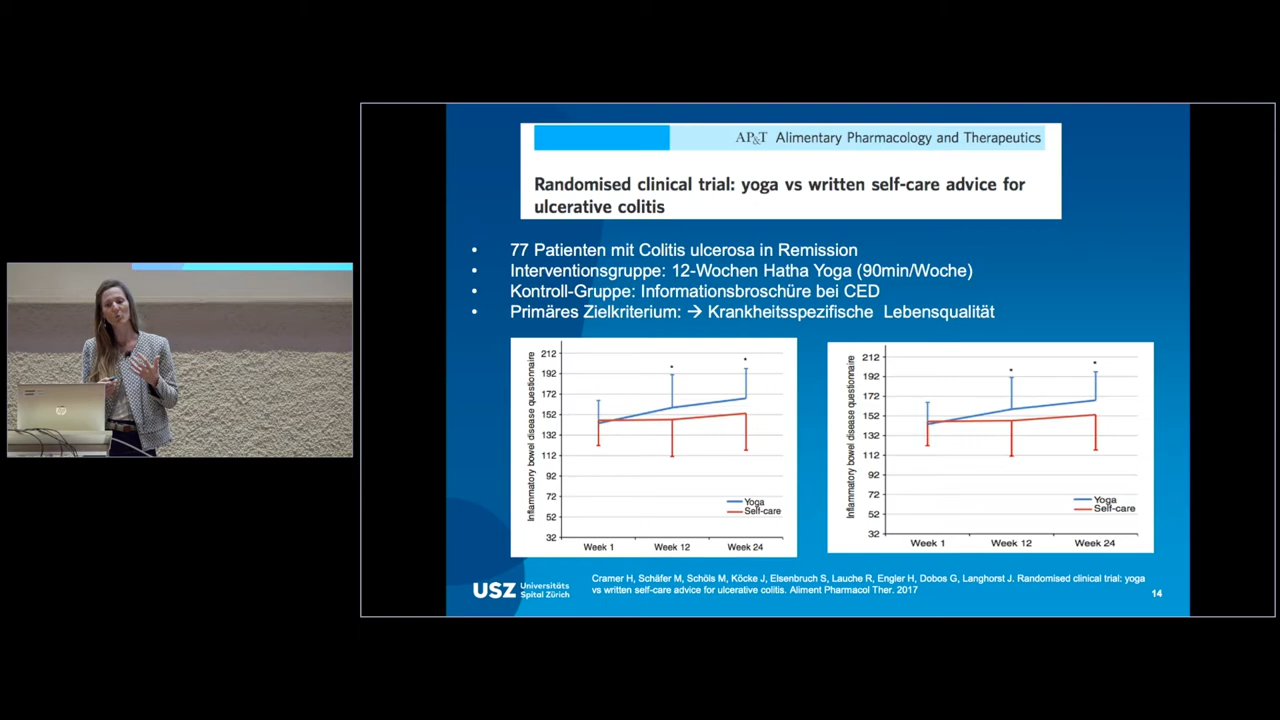 AP&T Alimentary Pharmacology and Therapeutics
Randomised clinical trial: yoga vs written self-care advice for
ulcerative colitis
• 77 Patienten mit Colitis ulcerosa in Remission
• Interventionsgruppe: 12-Wochen Hatha Yoga (90min/Woche)
• Kontroll-Gruppe: Informationsbroschüre bei CED
• Primäres Zielkriterium: → Krankheitsspezifische Lebensqualität
Inflammatory bowel disease questionnaire
212
192
172
152
132
112
92
72
52
32
* *
Yoga
Self-care
Week 1 Week 12 Week 24
Inflammatory bowel disease questionnaire
212
192
172
152
132
112
92
72
52
32
* *
Yoga
Self-care
Week 1 Week 12 Week 24
USZ Universitäts
Spital Zürich
Cramer H, Schäfer M, Schöls M, Köcke J, Elsenbruch S, Lauche R, Engler H, Dobos G, Langhorst J. Randomised clinical trial: yoga
vs written self-care advice for ulcerative colitis. Aliment Pharmacol Ther. 2017
14
hp